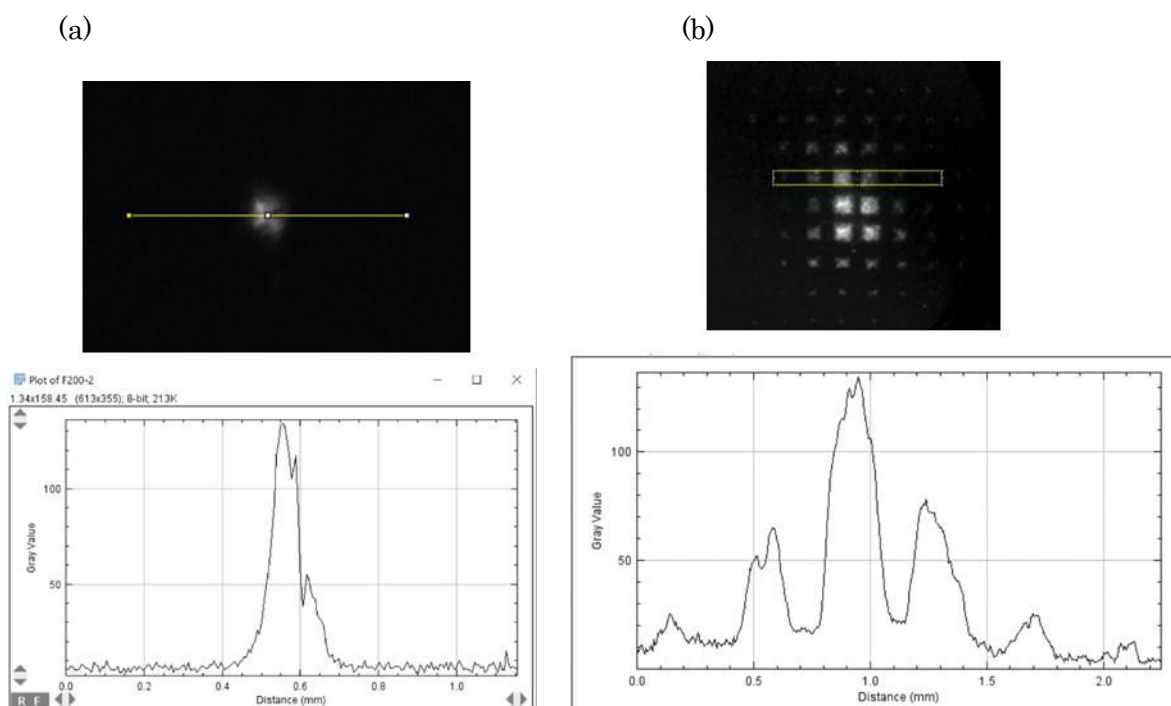 (a)
(b)
Plot of F200-2
1.34x158.45 (613x355); 8-bit; 213K
100
50
Gray Value
0.0 0.2 0.4 0.6 0.8 1.0
Distance (mm)
R F
100
50
Gray Value
0.0 0.5 1.0 1.5 2.0
Distance (mm)